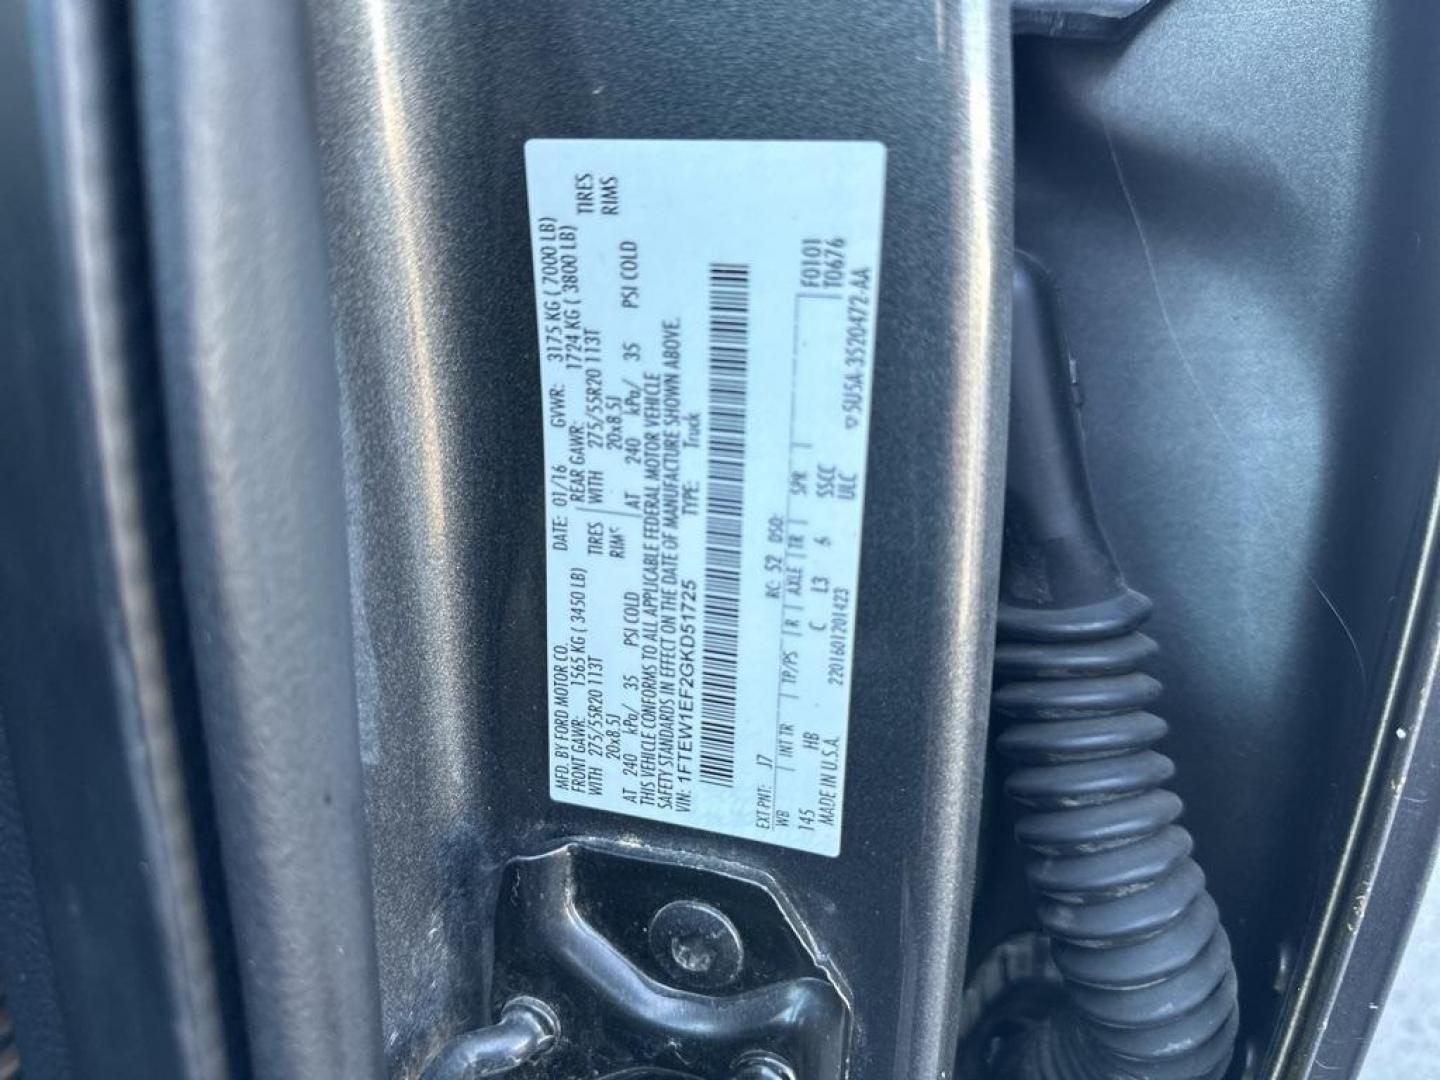 MFD. BY FORD MOTOR CO. DATE: 01/16 GVWR: 3175 KG ( 7000 LB)
FRONT GAWR: 1565 KG ( 3450 LB) REAR GAWR: 1724 KG ( 3800 LB)
WITH 275/55R20 113T TIRES WITH 275/55R20 113T TIRES
20x8.5J RIMS 20x8.5J RIMS
AT 240 kPa/ 35 PSI COLD AT 240 kPa/ 35 PSI COLD
THIS VEHICLE CONFORMS TO ALL APPLICABLE FEDERAL MOTOR VEHICLE
SAFETY STANDARDS IN EFFECT ON THE DATE OF MANUFACTURE SHOWN ABOVE.
VIN: 1FTEW1EF2GKD51725 TYPE: Truck
EXT PNT: J7 RC: 52 DSO: F0101
WB INT TR TP/PS R AXLE TR SPR T0676
145 HB C L3 6 SSCC
MADE IN U.S.A. 2201601201423 ULC 5U5A-3520472-AA